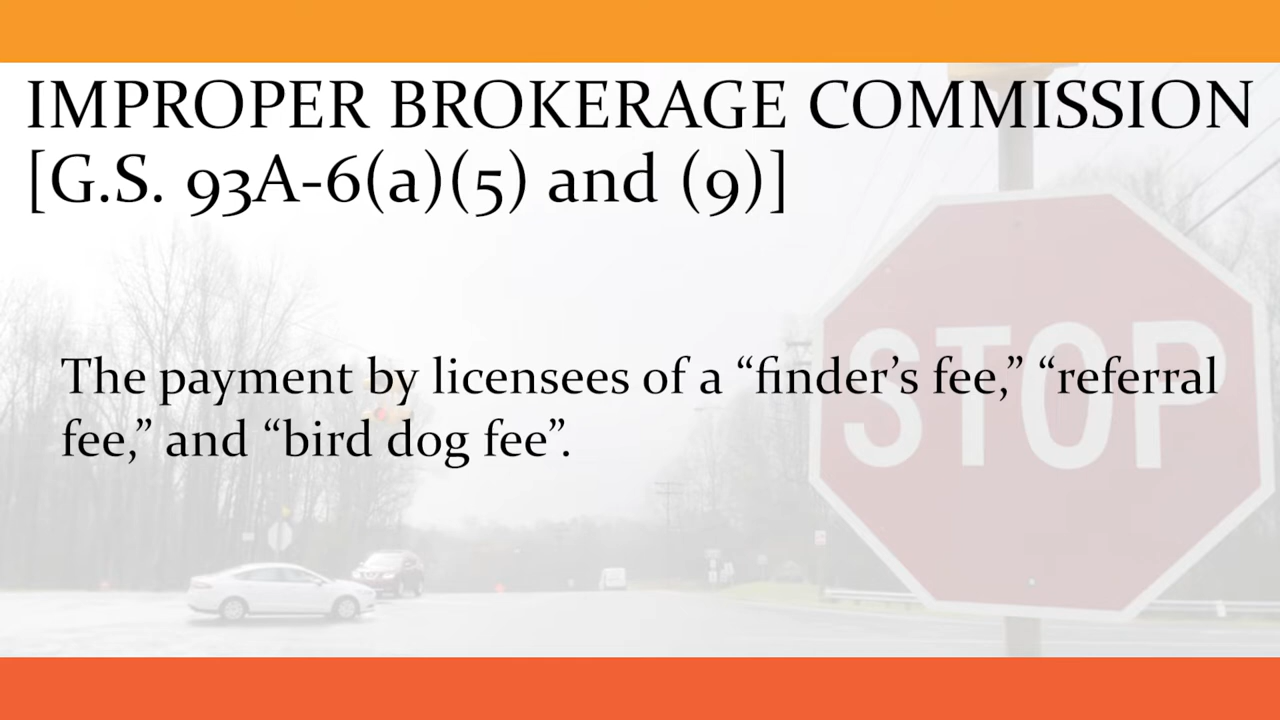 IMPROPER BROKERAGE COMMISSION
[G.S. 93A-6(a)(5) and (9)]
The payment by licensees of a “finder’s fee,” “referral
fee,” and “bird dog fee”.
STOP